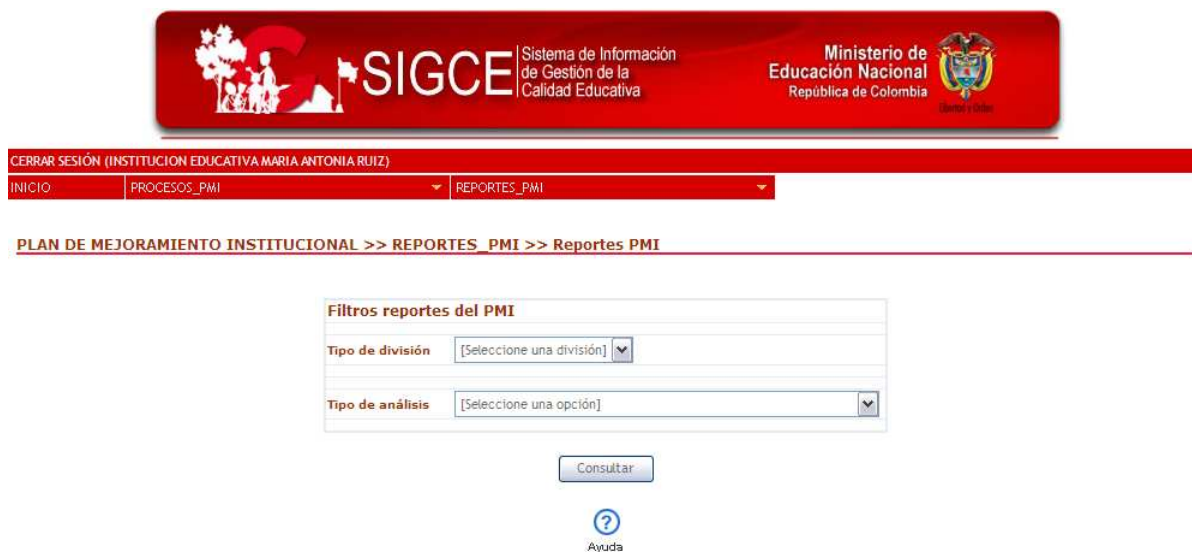 SIGCE
Sistema de Información
de Gestión de la
Calidad Educativa
Ministerio de
Educación Nacional
República de Colombia
Libertad y Orden
CERRAR SESIÓN (INSTITUCION EDUCATIVA MARIA ANTONIA RUIZ)
INICIO PROCESOS_PMI REPORTES_PMI
PLAN DE MEJORAMIENTO INSTITUCIONAL >> REPORTES_PMI >> Reportes PMI
Filtros reportes del PMI
Tipo de división [Seleccione una división]
Tipo de análisis [Seleccione una opción]
Consultar
?
Ayuda